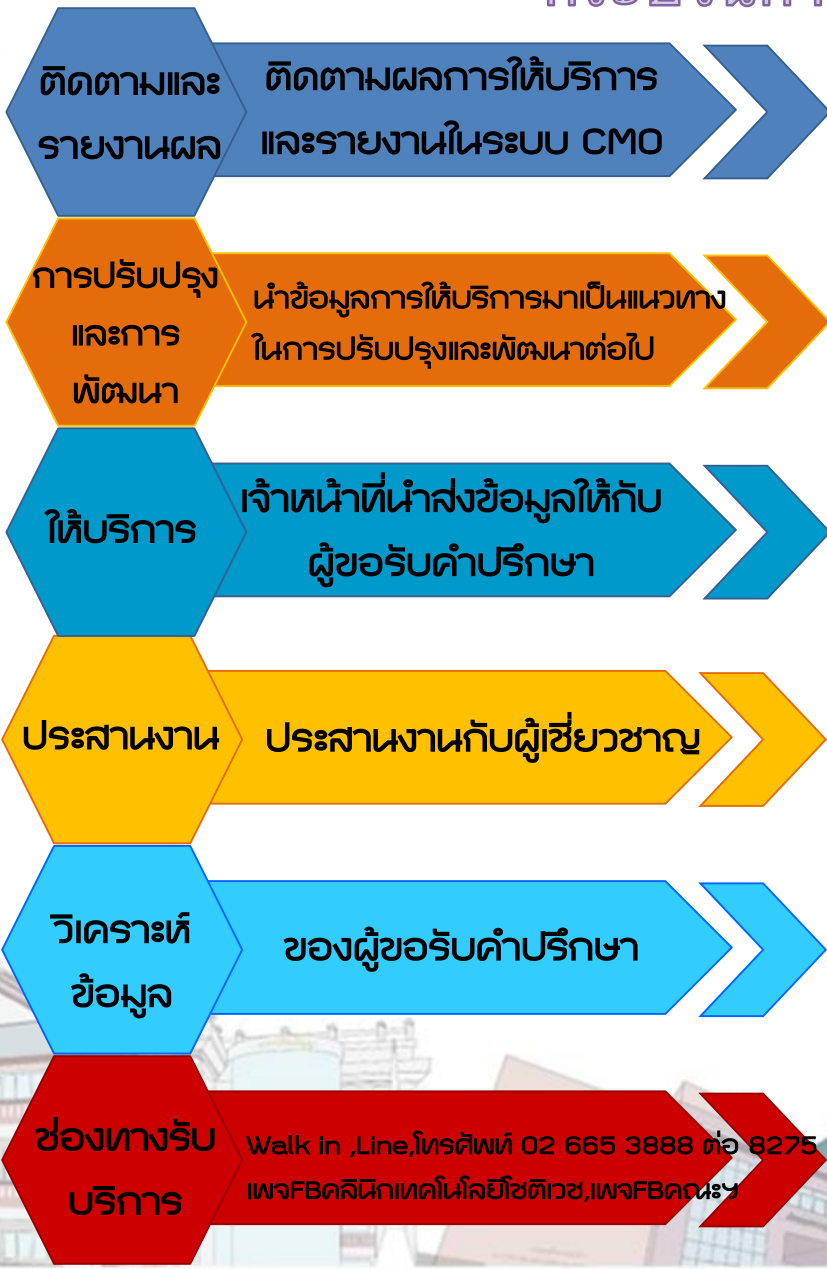 ติดตามและ
รายงานผล
ติดตามผลการให้บริการ
และรายงานในระบบ CMO
การปรับปรุง
และการ
พัฒนา
นำข้อมูลการให้บริการมาเป็นแนวทาง
ในการปรับปรุงและพัฒนาต่อไป
ให้บริการ
เจ้าหน้าที่นำส่งข้อมูลให้กับ
ผู้ขอรับคำปรึกษา
ประสานงาน
ประสานงานกับผู้เชี่ยวชาญ
วิเคราะห์
ข้อมูล
ของผู้ขอรับคำปรึกษา
ช่องทางรับ
บริการ
Walk in ,Line,โทรศัพท์ 02 665 3888 ต่อ 8275
เพจFBคลินิกเทคโนโลยีโชติเวช,เพจFBคณะฯ